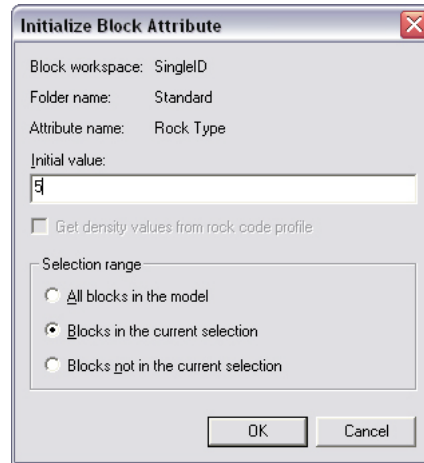 Initialize Block Attribute
Block workspace: SingleID
Folder name: Standard
Attribute name: Rock Type
Initial value:
5
Get density values from rock code profile
Selection range
All blocks in the model
Blocks in the current selection
Blocks not in the current selection
OK Cancel